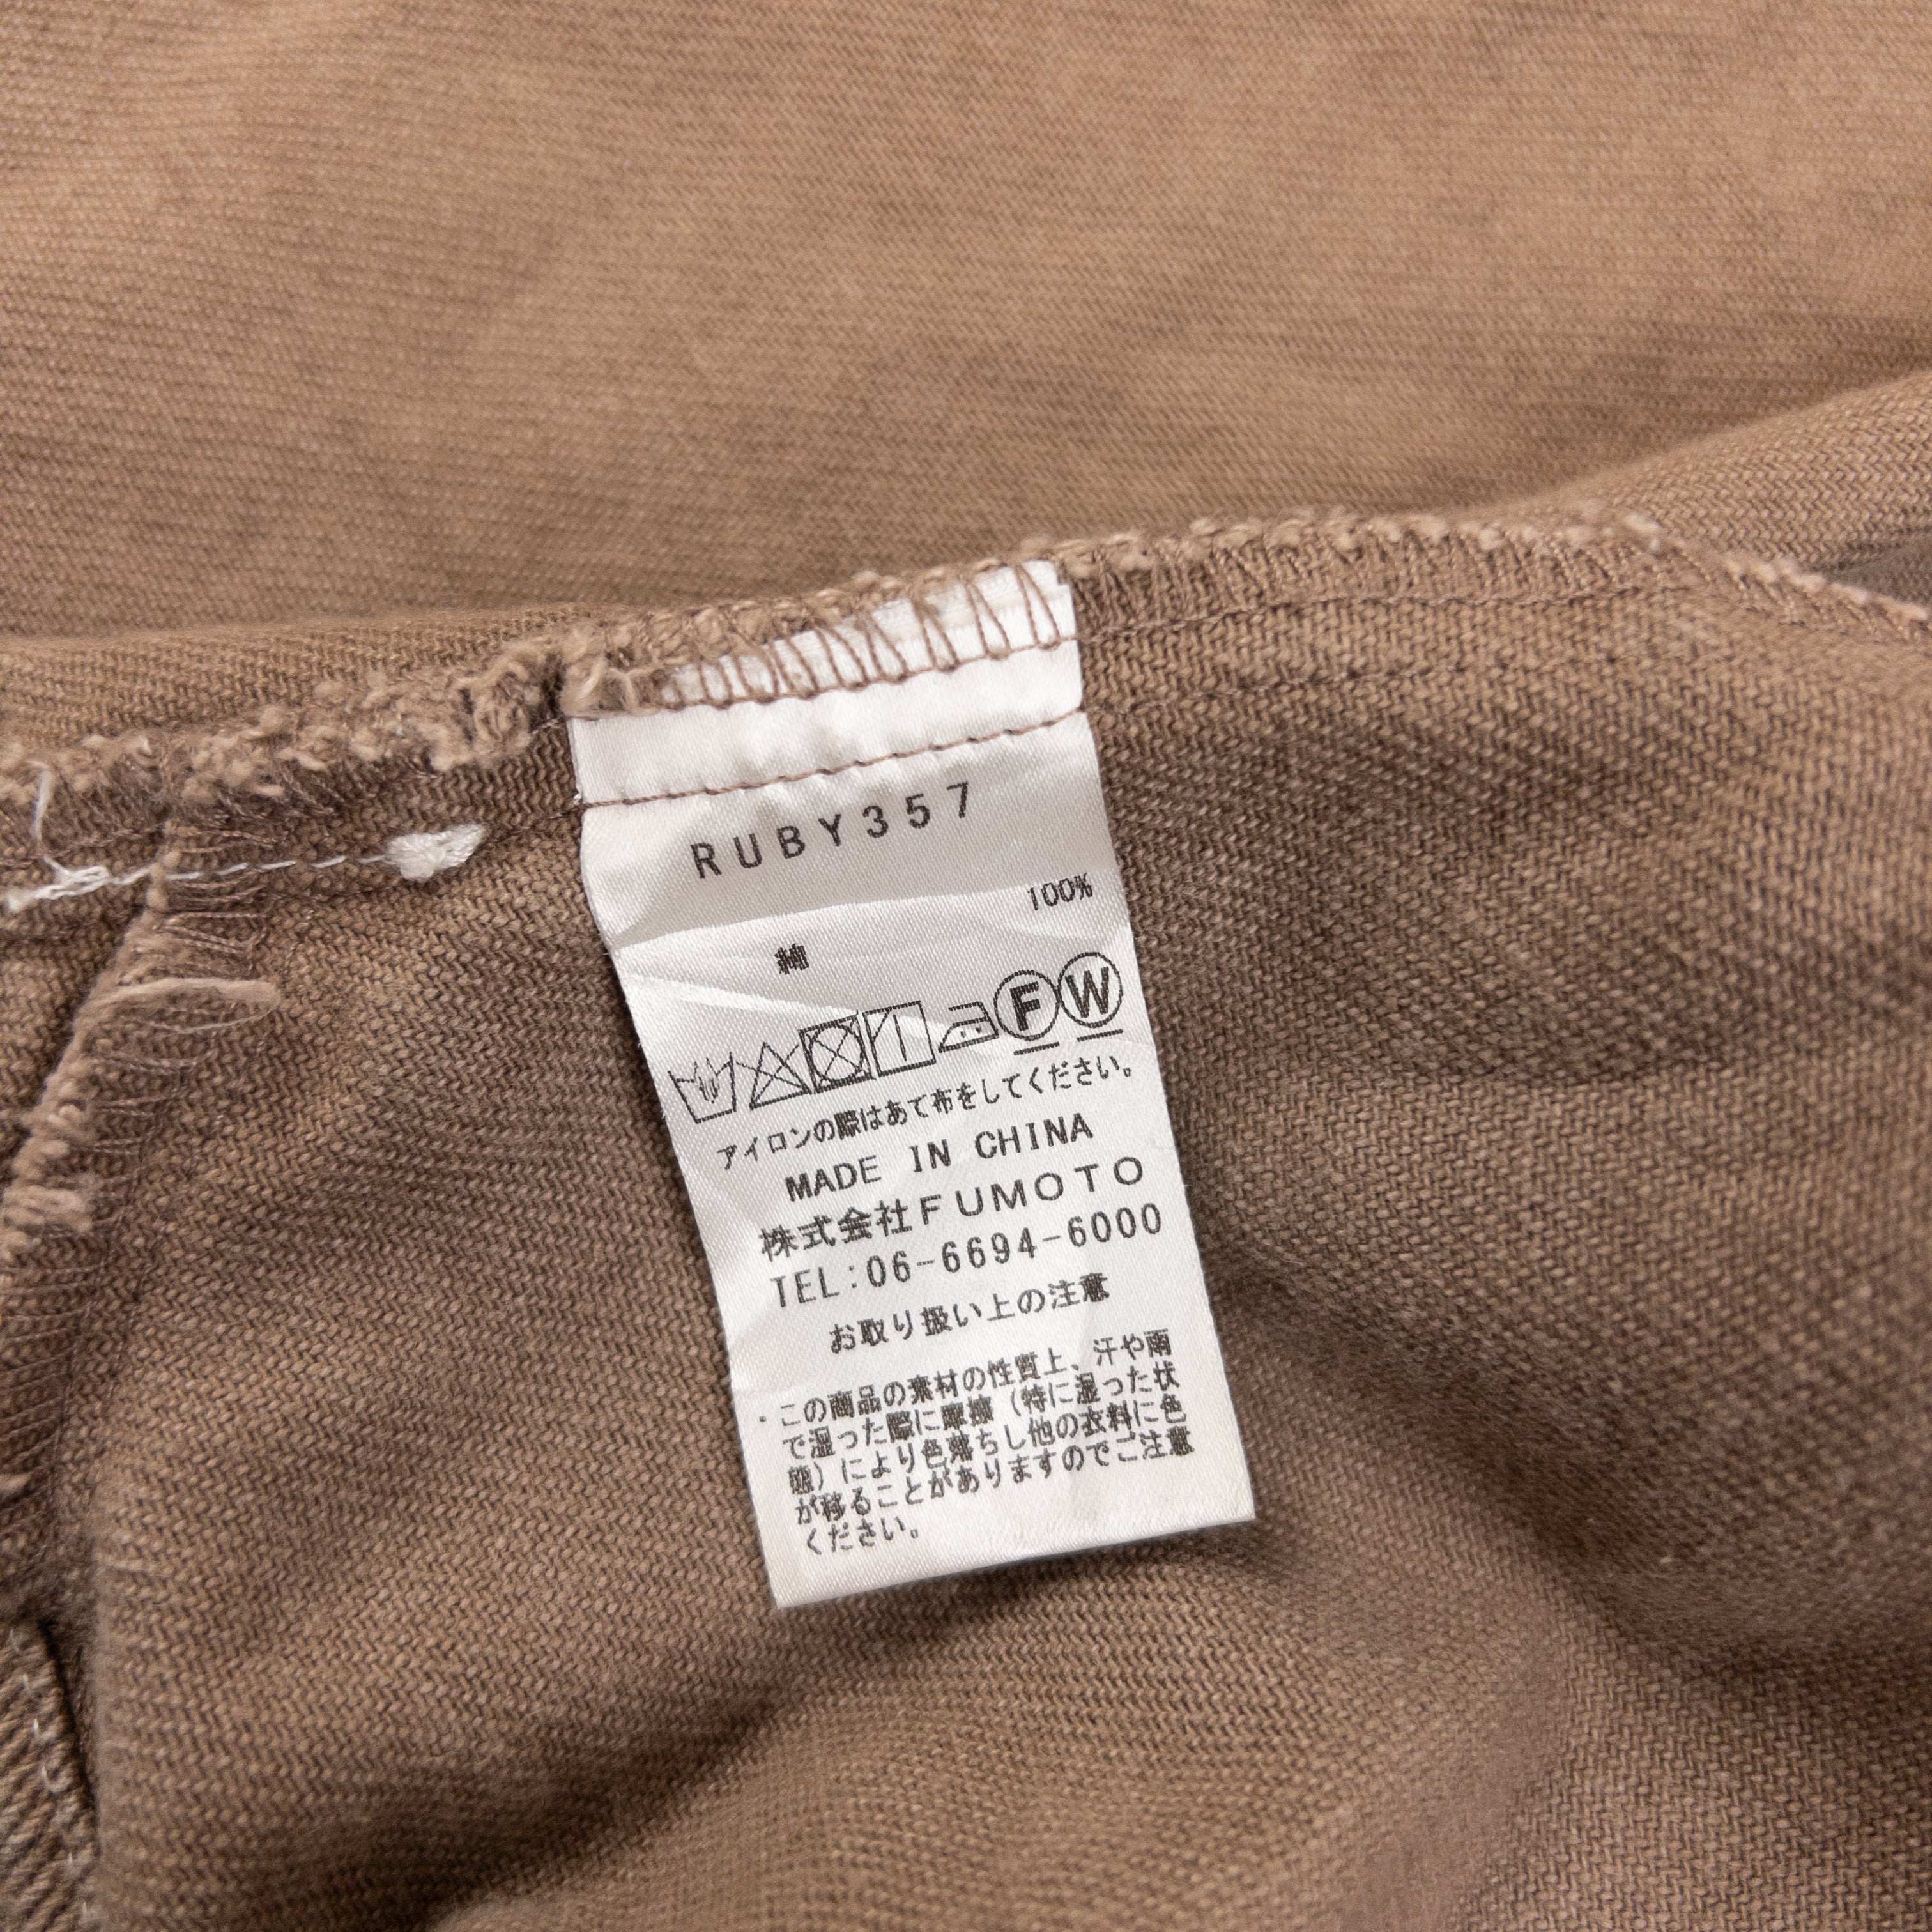 RUBY357
100%
綿
F W
アイロンの際はあて布をしてください。
MADE IN CHINA
株式会社FUMOTO
TEL:06-6694-6000
お取り扱い上の注意
・この商品の素材の性質上、汗や雨
で湿った際に摩擦（特に湿った状
態）により色落ちし他の衣料に色
が移ることがありますのでご注意
ください。